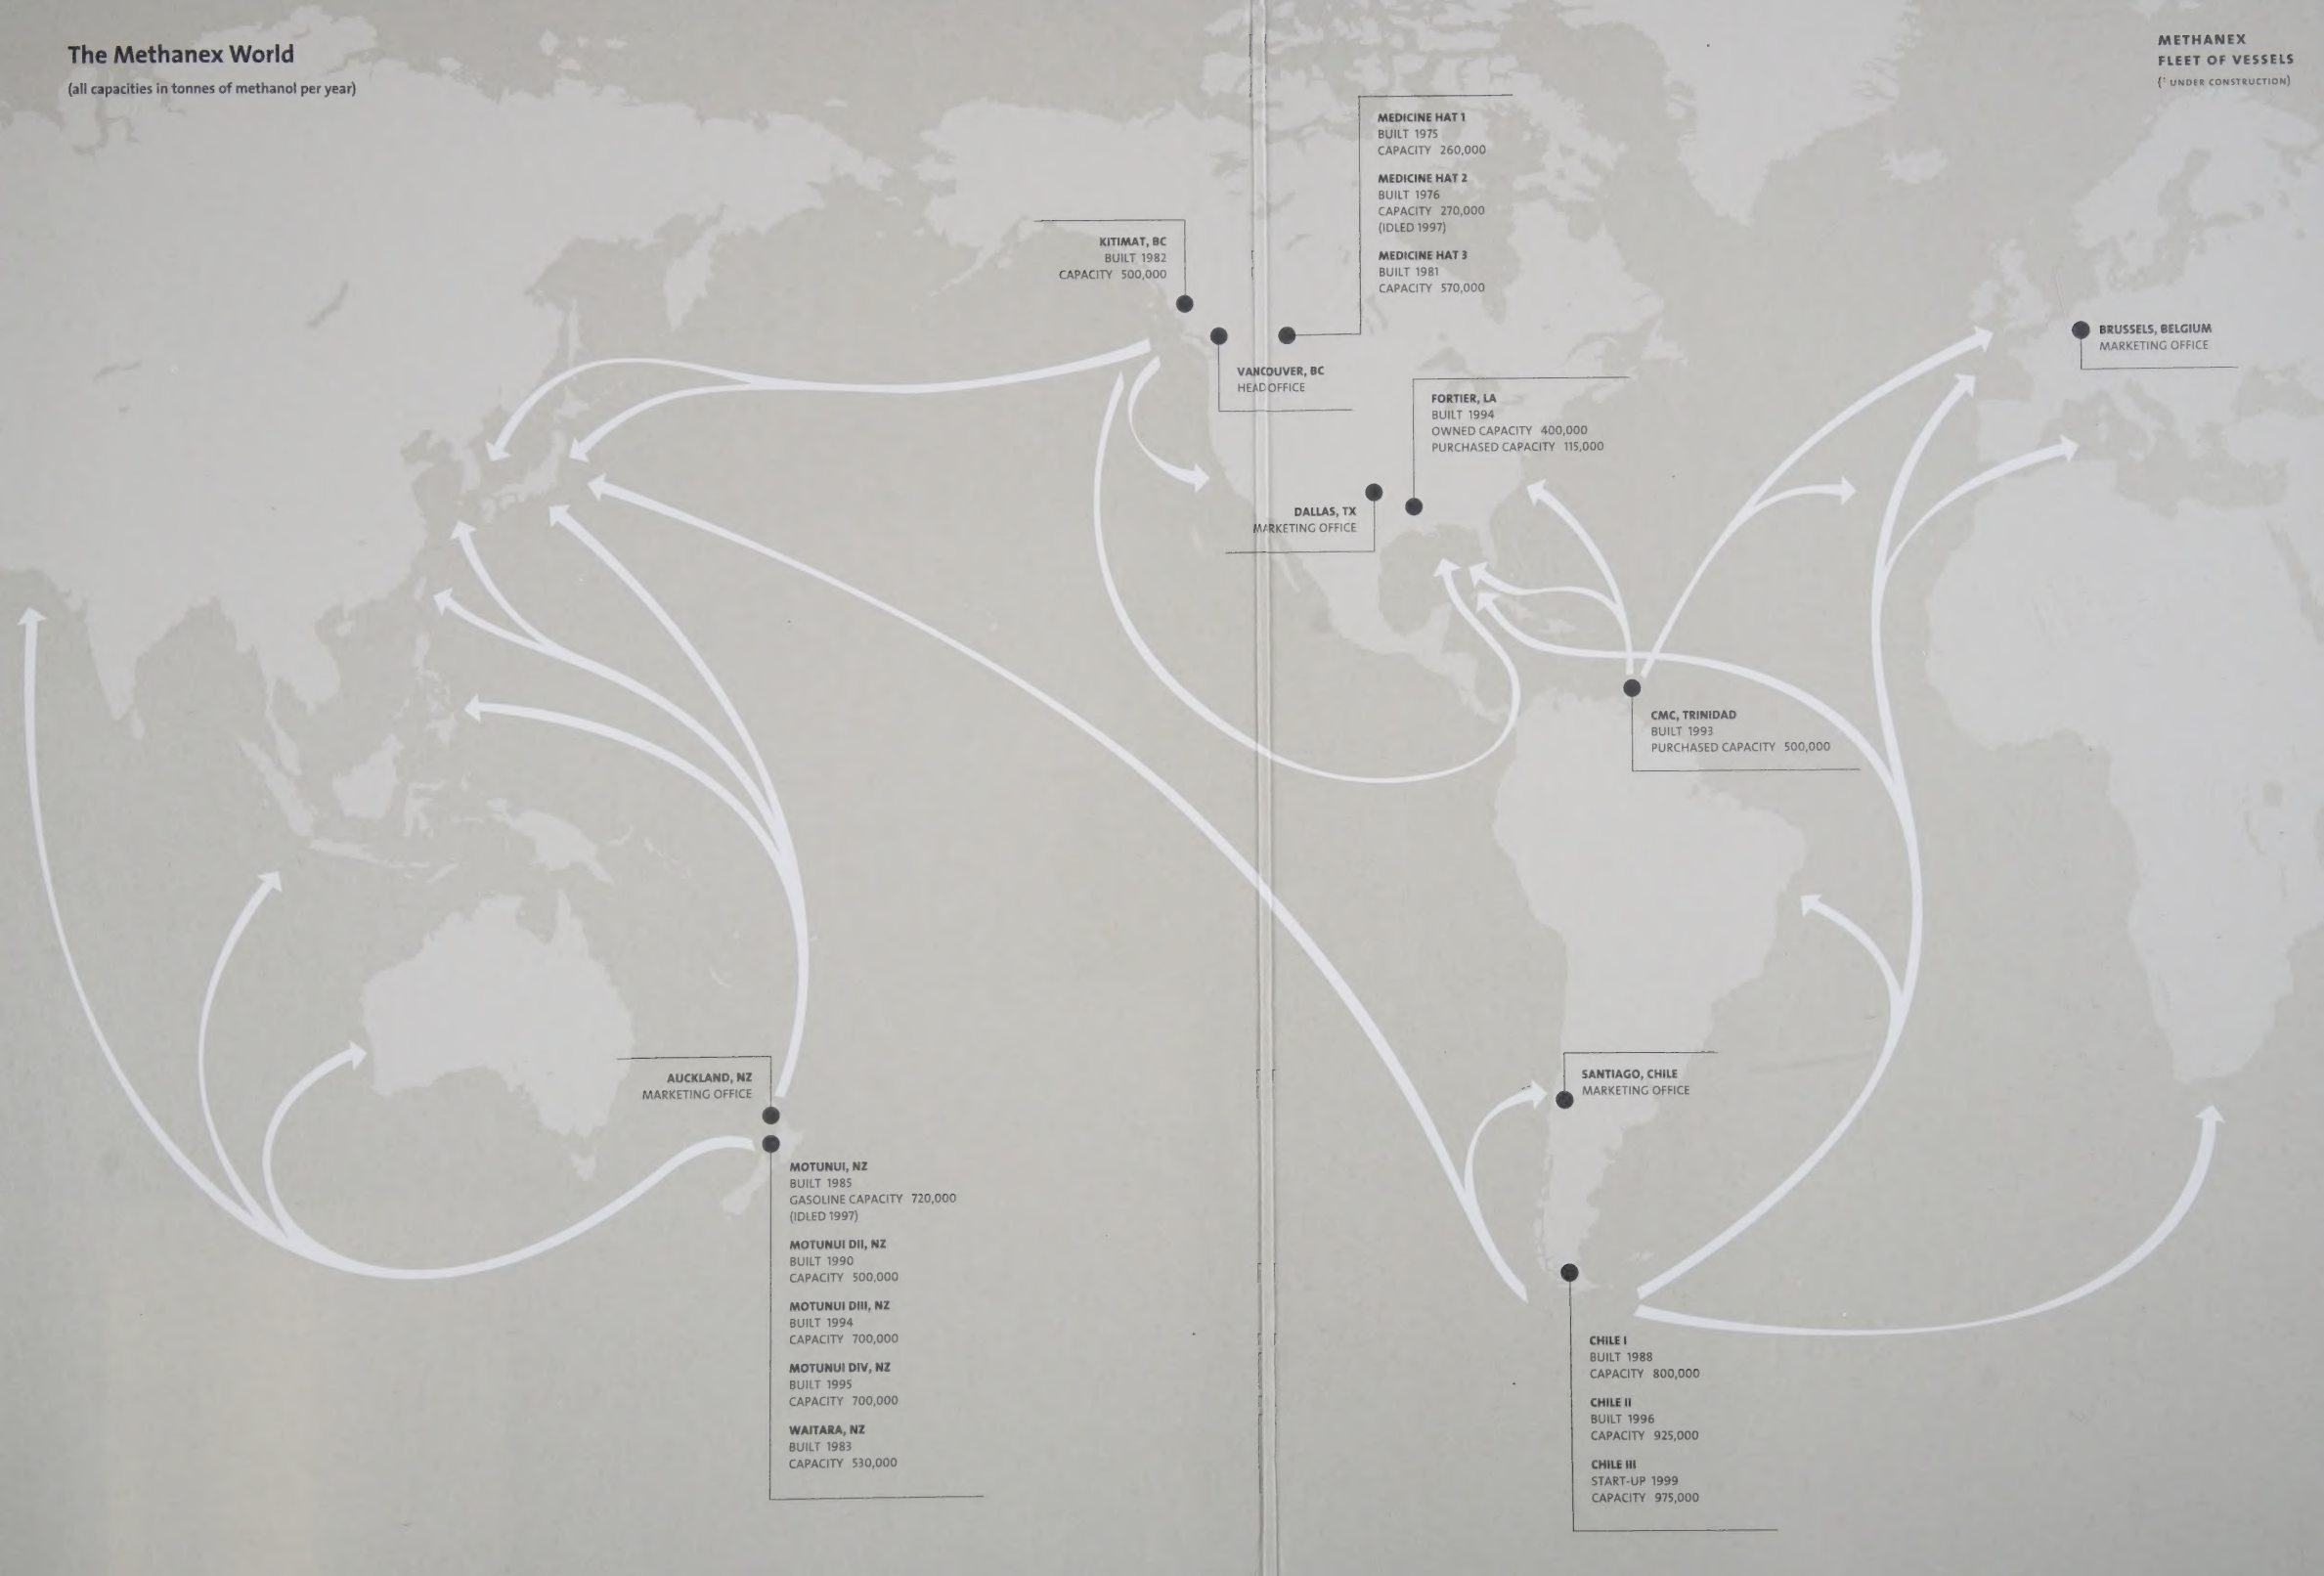 The Methanex World
(all capacities in tonnes of methanol per year)
METHANEX
FLEET OF VESSELS
(* UNDER CONSTRUCTION)
MEDICINE HAT 1
BUILT 1975
CAPACITY 260,000
MEDICINE HAT 2
BUILT 1976
CAPACITY 270,000
(IDLED 1997)
MEDICINE HAT 3
BUILT 1981
CAPACITY 570,000
KITIMAT, BC
BUILT 1982
CAPACITY 500,000
VANCOUVER, BC
HEAD OFFICE
BRUSSELS, BELGIUM
MARKETING OFFICE
FORTIER, LA
BUILT 1994
OWNED CAPACITY 400,000
PURCHASED CAPACITY 115,000
DALLAS, TX
MARKETING OFFICE
CMC, TRINIDAD
BUILT 1993
PURCHASED CAPACITY 500,000
AUCKLAND, NZ
MARKETING OFFICE
SANTIAGO, CHILE
MARKETING OFFICE
MOTUNUI, NZ
BUILT 1985
GASOLINE CAPACITY 720,000
(IDLED 1997)
MOTUNUI DII, NZ
BUILT 1990
CAPACITY 500,000
MOTUNUI DIII, NZ
BUILT 1994
CAPACITY 700,000
MOTUNUI DIV, NZ
BUILT 1995
CAPACITY 700,000
WAITARA, NZ
BUILT 1983
CAPACITY 530,000
CHILE I
BUILT 1988
CAPACITY 800,000
CHILE II
BUILT 1996
CAPACITY 925,000
CHILE III
START-UP 1999
CAPACITY 975,000